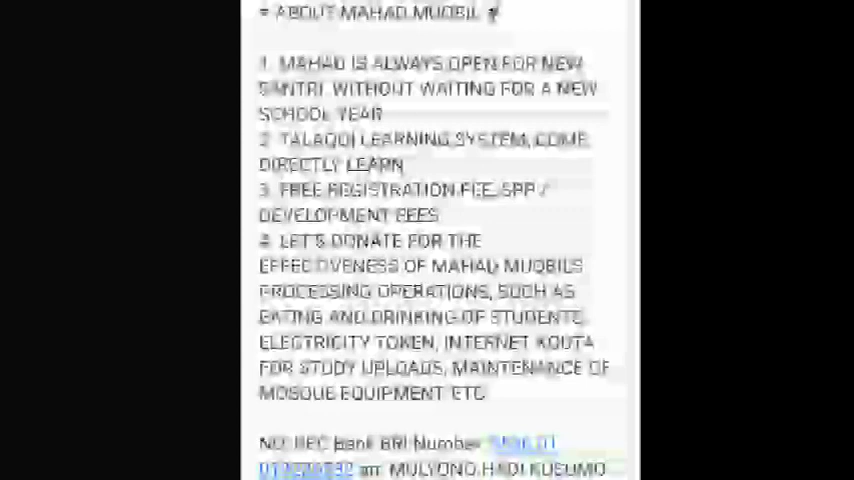 ABOUT MAHAD MUQBIL
1. MAHAD IS ALWAYS OPEN FOR NEW
SANTRI, WITHOUT WAITING FOR A NEW
SCHOOL YEAR
2. TALAQQI LEARNING SYSTEM, COME
DIRECTLY LEARN
3. FREE REGISTRATION FEE, SPP /
DEVELOPMENT FEES
4. LET'S DONATE FOR THE
EFFECTIVENESS OF MAHAD MUQBILS
PROCESSING OPERATIONS, SUCH AS
EATING AND DRINKING OF STUDENTS,
ELECTRICITY TOKEN, INTERNET KOUTA
FOR STUDY UPLOADS, MAINTENANCE OF
MOSQUE EQUIPMENT ETC
NO. REC Bank BRI Number
an. MULYONO HADI KUSUMO